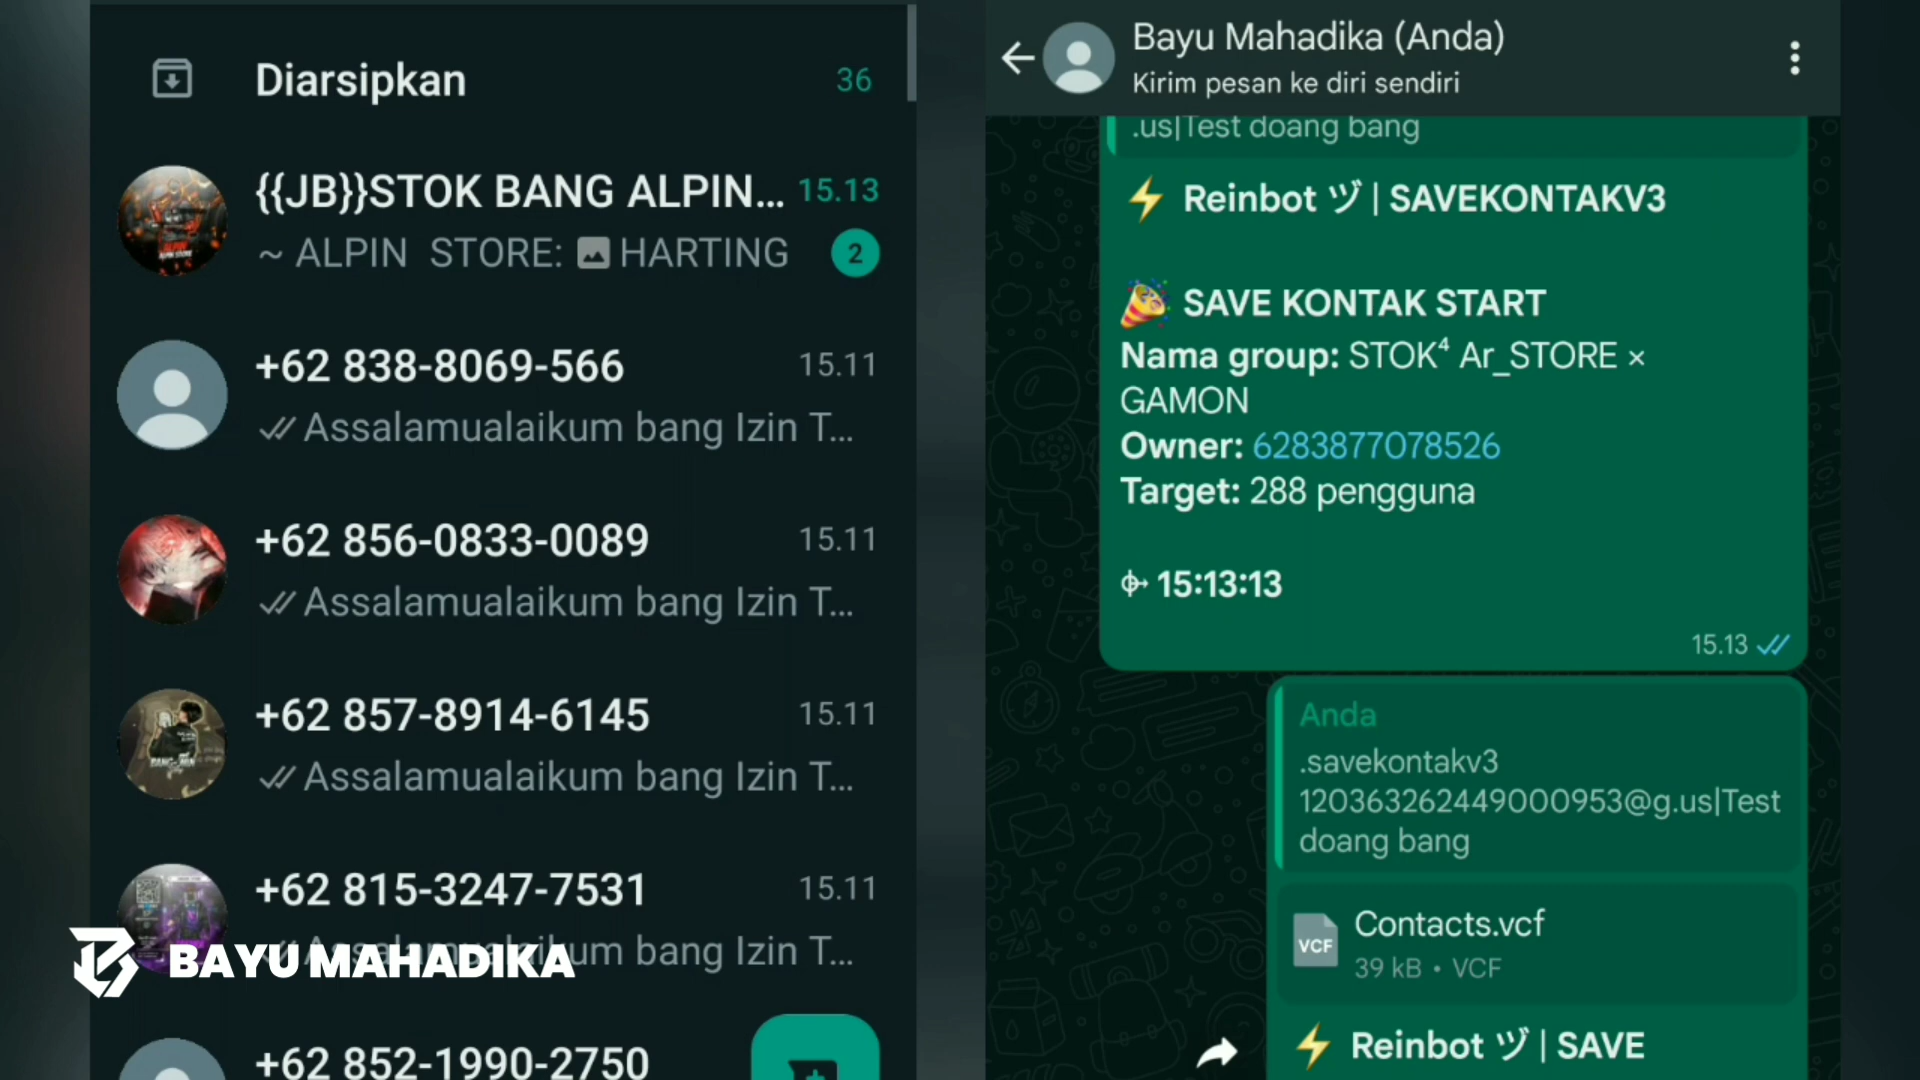 Diarsipkan 36
{{JB}}STOK BANG ALPIN... 15.13
~ ALPIN STORE: HARTING 2
+62 838-8069-566 15.11
Assalamualaikum bang Izin T...
+62 856-0833-0089 15.11
Assalamualaikum bang Izin T...
+62 857-8914-6145 15.11
Assalamualaikum bang Izin T...
+62 815-3247-7531 15.11
Assalamualaikum bang Izin T...
BAYU MAHADIKA
+62 852-1990-2750
Bayu Mahadika (Anda)
Kirim pesan ke diri sendiri
.us|Test doang bang
⚡ Reinbot ヅ | SAVEKONTAKV3
🎉 SAVE KONTAK START
Nama group: STOK⁴ Ar_STORE ×
GAMON
Owner: 6283877078526
Target: 288 pengguna
15:13:13
15.13
Anda
.savekontakv3
120363262449000953@g.us|Test
doang bang
VCF
Contacts.vcf
39 kB • VCF
⚡ Reinbot ヅ | SAVE